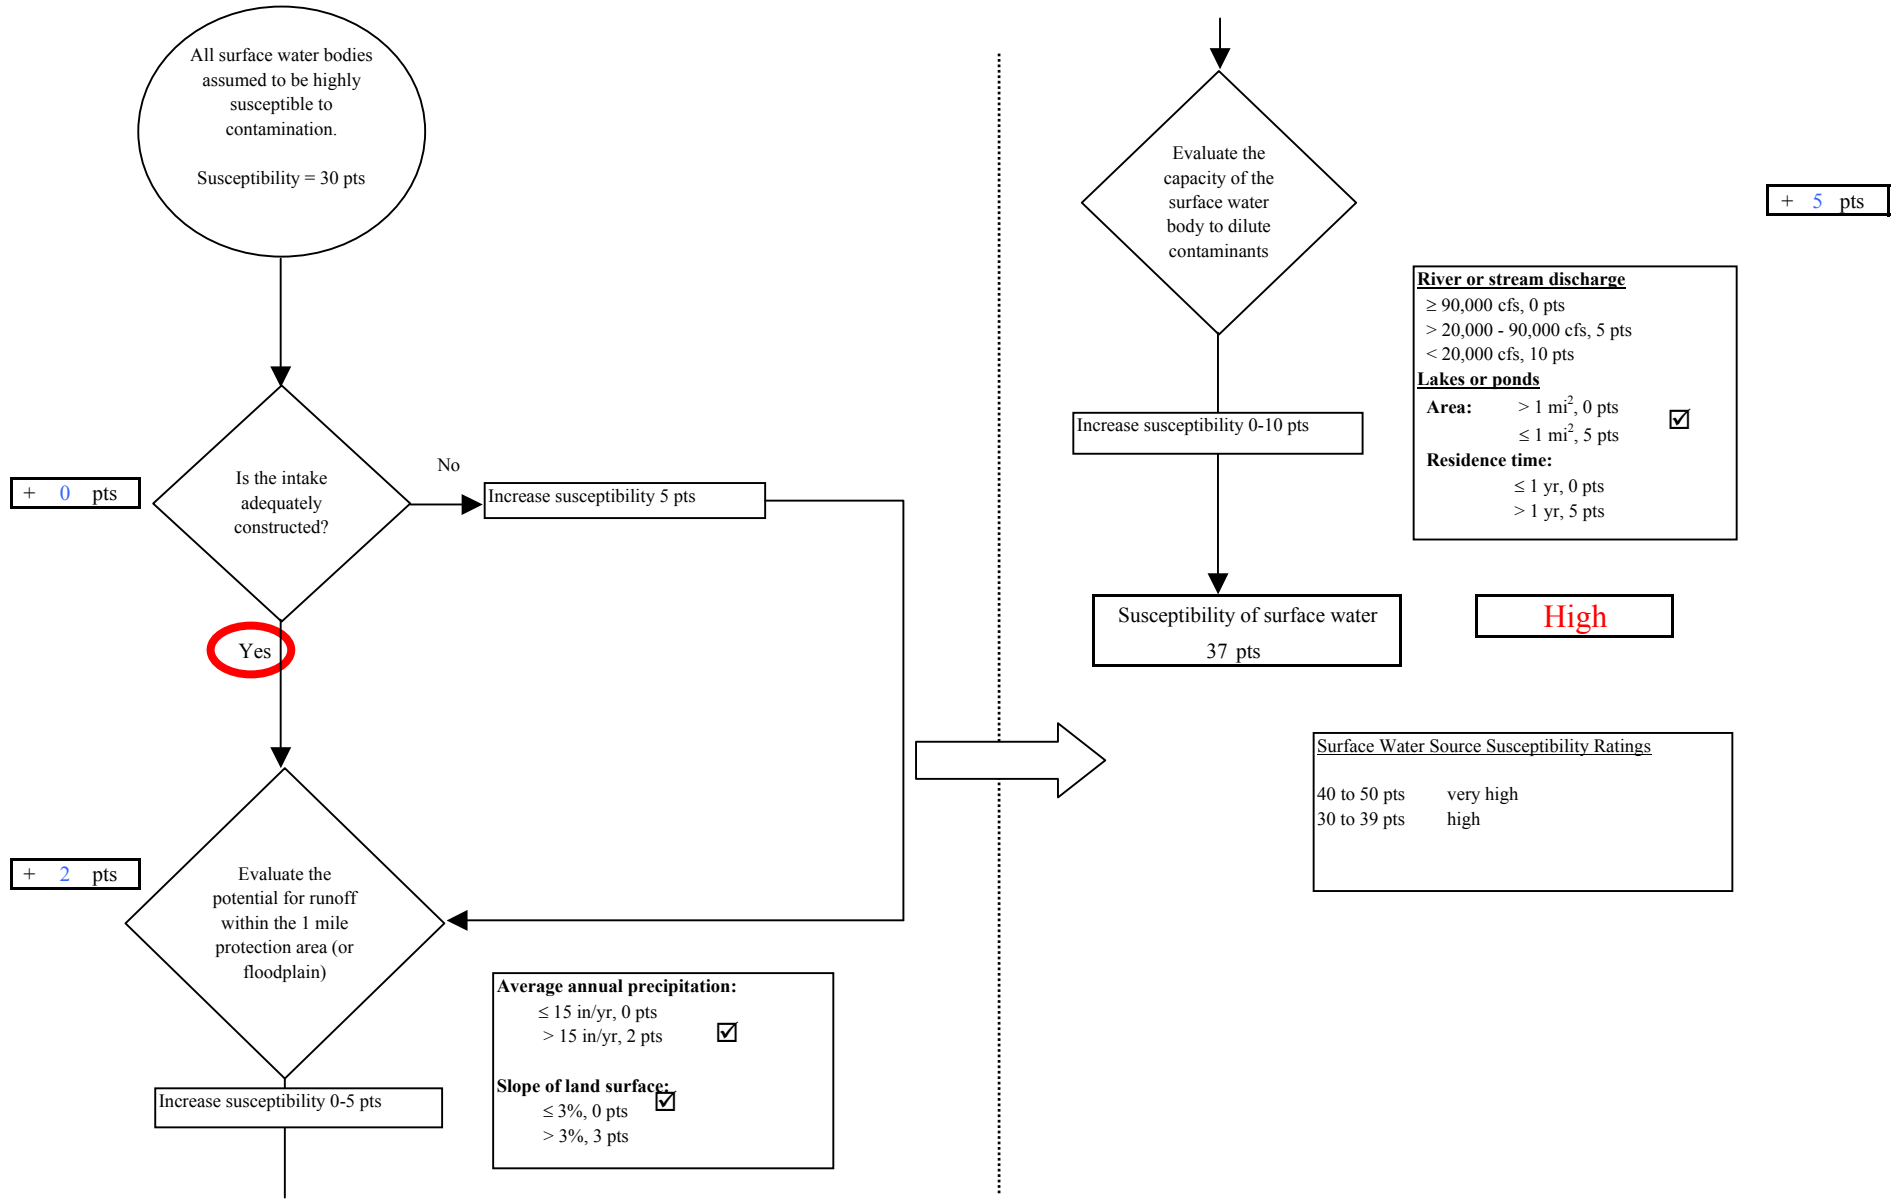 All surface water bodies
assumed to be highly
susceptible to
contamination.
Susceptibility = 30 pts
+ 0 pts
Is the intake
adequately
constructed?
No
Increase susceptibility 5 pts
Yes
+ 2 pts
Evaluate the
potential for runoff
within the 1 mile
protection area (or
floodplain)
Average annual precipitation:
≤ 15 in/yr, 0 pts
> 15 in/yr, 2 pts
Slope of land surface:
≤ 3%, 0 pts
> 3%, 3 pts
Increase susceptibility 0-5 pts
Evaluate the
capacity of the
surface water
body to dilute
contaminants
+ 5 pts
River or stream discharge
≥ 90,000 cfs, 0 pts
> 20,000 - 90,000 cfs, 5 pts
< 20,000 cfs, 10 pts
Lakes or ponds
Area: > 1 mi², 0 pts
≤ 1 mi², 5 pts
Residence time:
≤ 1 yr, 0 pts
> 1 yr, 5 pts
Increase susceptibility 0-10 pts
Susceptibility of surface water
37 pts
High
Surface Water Source Susceptibility Ratings
40 to 50 pts very high
30 to 39 pts high